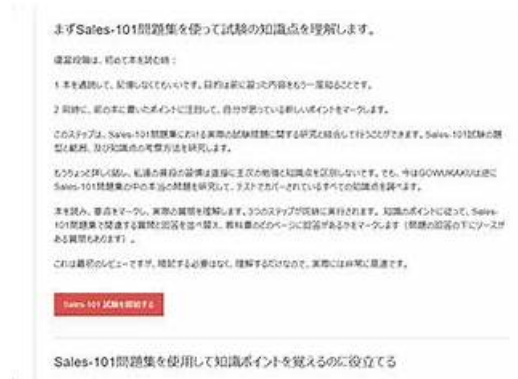 まずSales-101問題集を使って試験の知識点を理解します。
復習段階は、初めて本を読む時：
1 本を通読して、記憶しなくてもいいです。目的は前に習った内容をもう一度知ることです。
2 同時に、前の本に書いたポイントに注目して、自分が思っている新しいポイントをマークします。
このステップは、Sales-101問題集における実際の試験問題に関する研究と結合して行うことができます。Sales-101試験の題
型と範囲、及び知識点の考察方法を研究します。
もうちょっと詳しく話し、私達の普段の設備は直接に主次の勉強と知識点を区別しないです。でも、今はGOWUKAKUは逆に
Sales-101問題集の中の本当の問題を研究して、テストでカバーされているすべての知識点を調べます。
本を読み、要点をマークし、実際の質問を理解します。3つのステップが同時に実行されます。 知識のポイントに従って、Sales-
101問題集で関連する質問と回答を並べ替え、教科書のどのページに回答があるかをマークします（問題の回答の下にソースが
ある質問もあります）。
これは最初のレビューですが、暗記する必要はなく、理解するだけなので、実際には非常に高速です。
Sales-101 試験を開始する
Sales-101問題集を使用して知識ポイントを覚えるのに役立てる